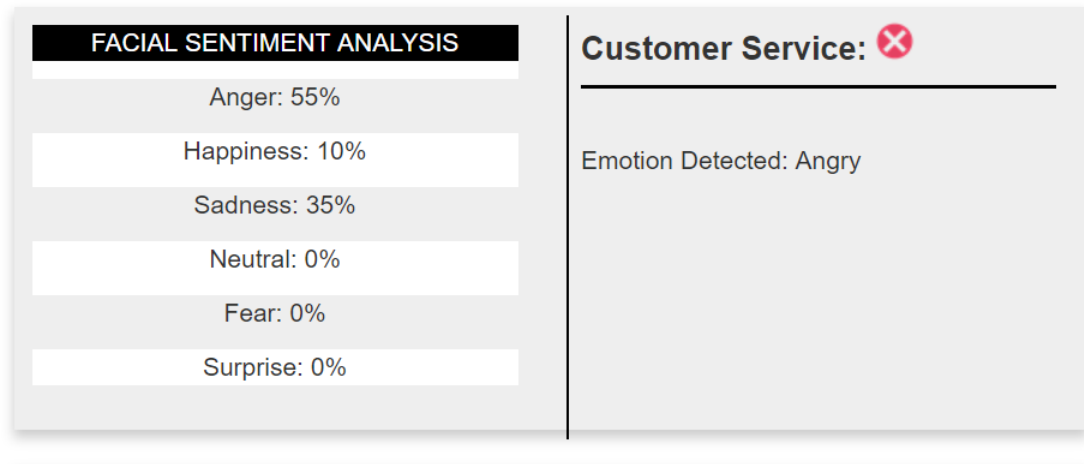 FACIAL SENTIMENT ANALYSIS
Anger: 55%
Happiness: 10%
Sadness: 35%
Neutral: 0%
Fear: 0%
Surprise: 0%
Customer Service:
Emotion Detected: Angry